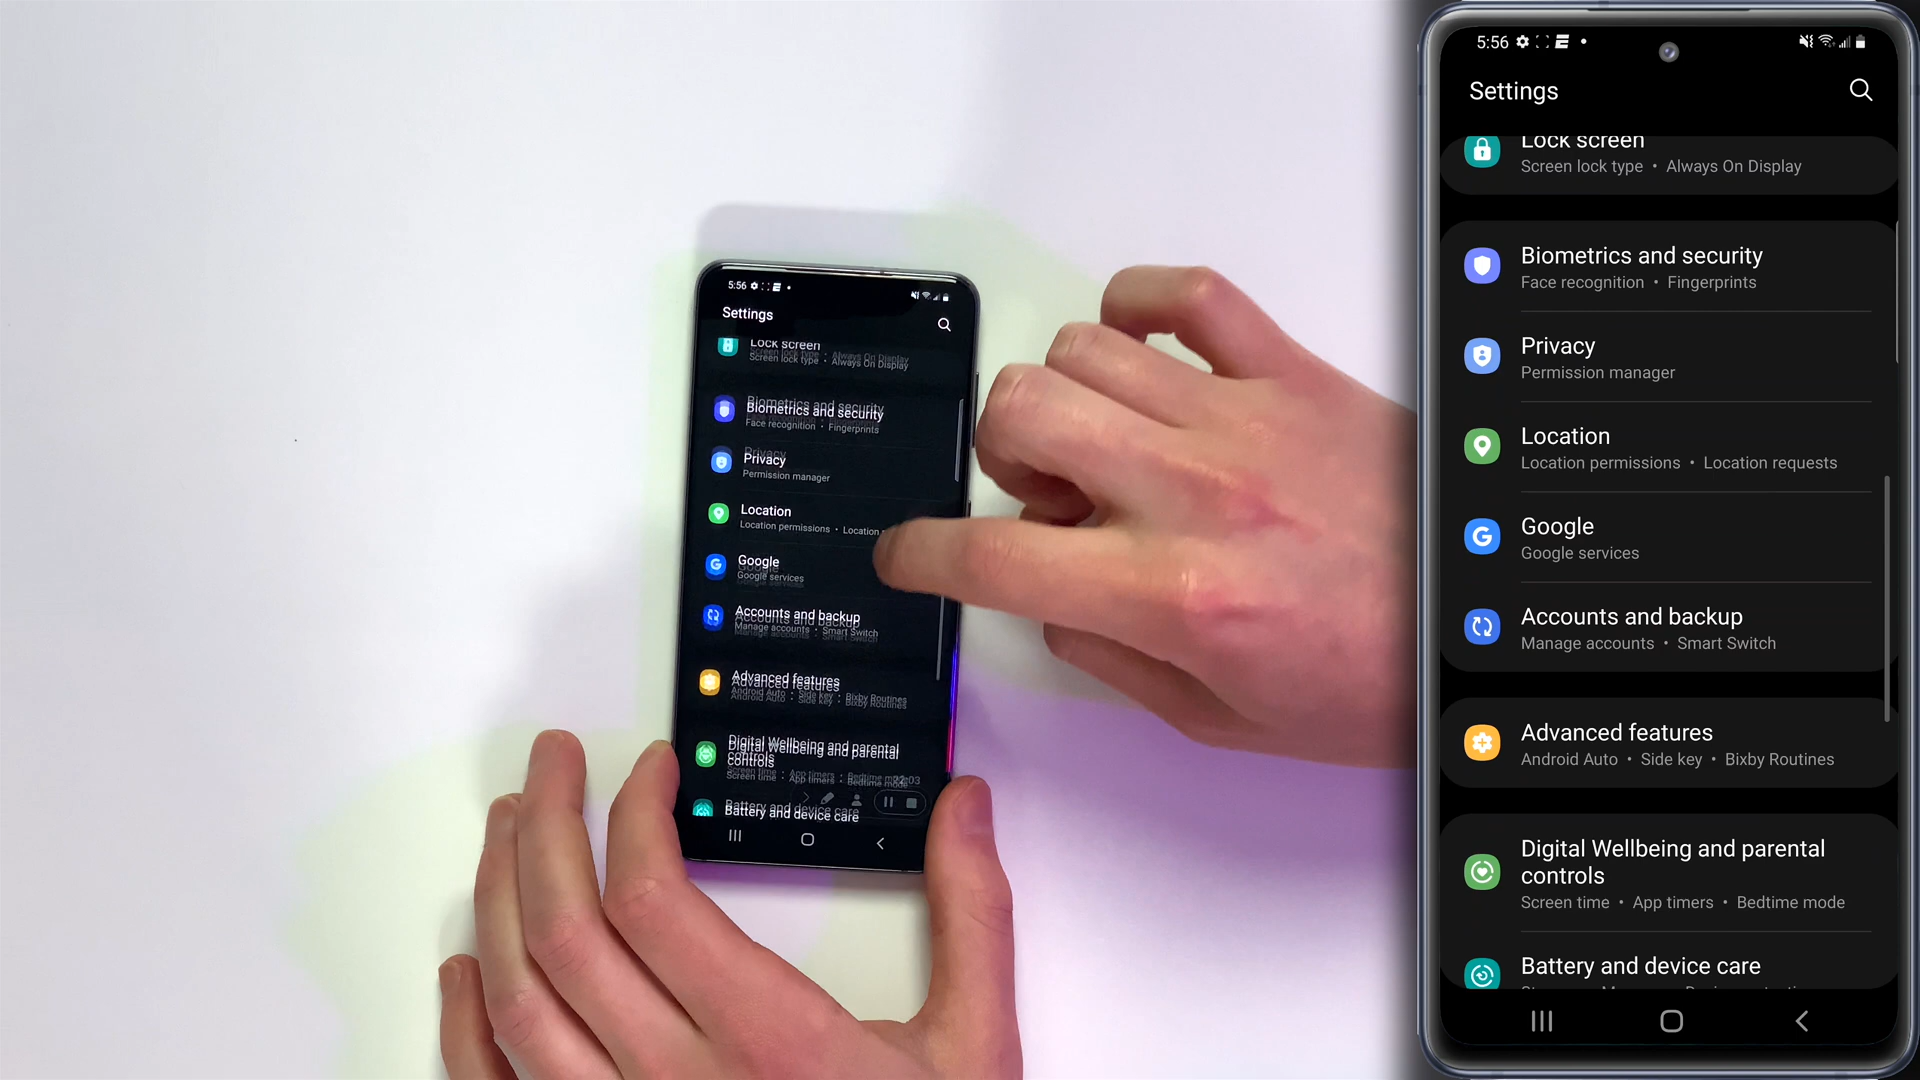 5:56
Settings
Lock screen
Screen lock type • Always On Display
Biometrics and security
Face recognition • Fingerprints
Privacy
Permission manager
Location
Location permissions • Location
Google
Google services
Accounts and backup
Manage accounts • Smart Switch
Advanced features
Android Auto • Side key • Bixby Routines
Digital Wellbeing and parental
controls
Screen time • App timers • Bedtime mode
Battery and device care
5:56
Settings
Lock screen
Screen lock type • Always On Display
Biometrics and security
Face recognition • Fingerprints
Privacy
Permission manager
Location
Location permissions • Location requests
Google
Google services
Accounts and backup
Manage accounts • Smart Switch
Advanced features
Android Auto • Side key • Bixby Routines
Digital Wellbeing and parental
controls
Screen time • App timers • Bedtime mode
Battery and device care